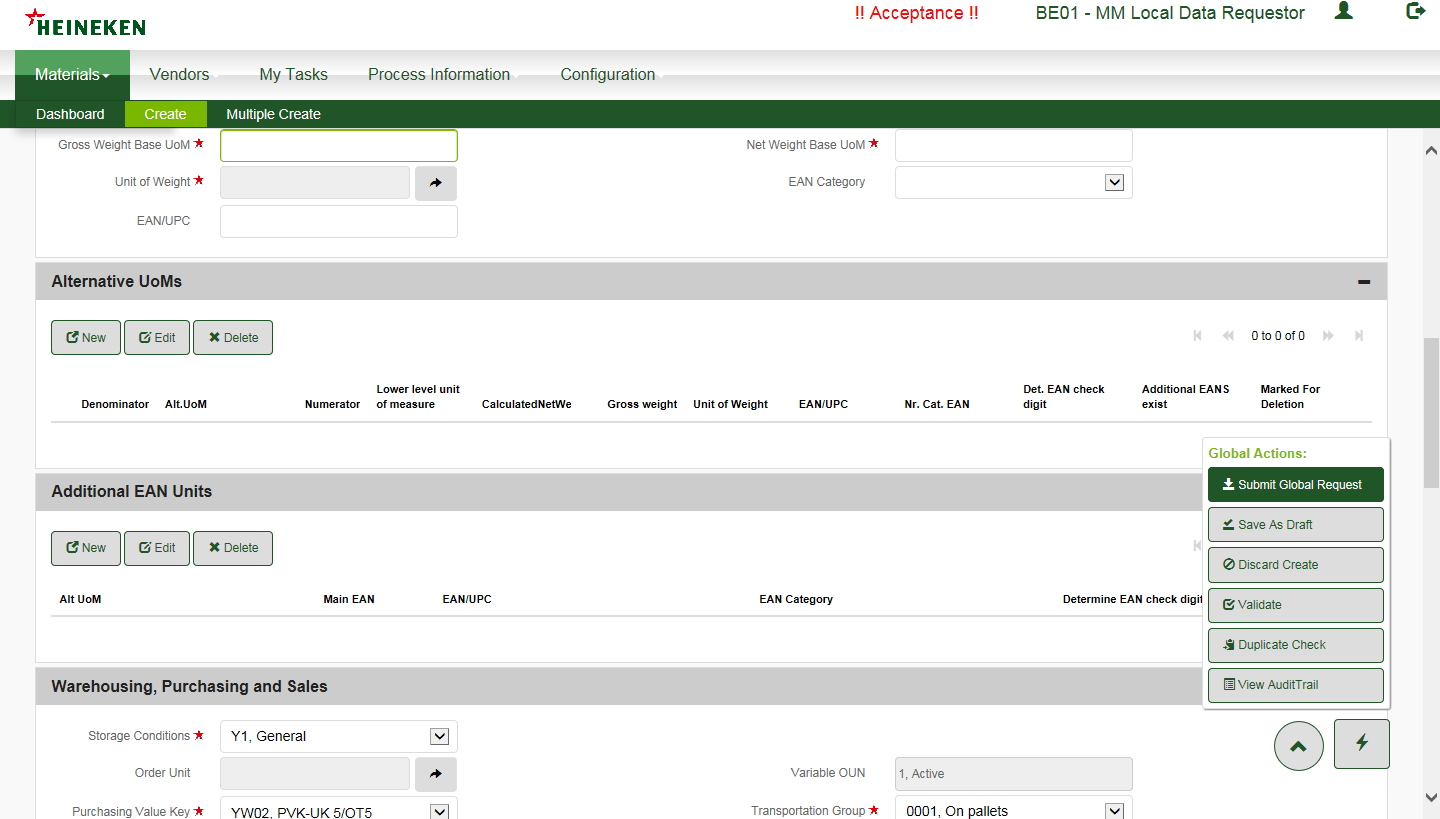 HEINEKEN
!! Acceptance !!
BE01 - MM Local Data Requestor
Materials
Vendors
My Tasks
Process Information
Configuration
Dashboard
Create
Multiple Create
Gross Weight Base UoM
Net Weight Base UoM
Unit of Weight
EAN Category
EAN/UPC
Alternative UoMs
New
Edit
Delete
0 to 0 of 0
Denominator
Alt.UoM
Numerator
Lower level unit
of measure
CalculatedNetWe
Gross weight
Unit of Weight
EAN/UPC
Nr. Cat. EAN
Det. EAN check
digit
Additional EANS
exist
Marked For
Deletion
Additional EAN Units
New
Edit
Delete
Alt UoM
Main EAN
EAN/UPC
EAN Category
Determine EAN check digit
Global Actions:
Submit Global Request
Save As Draft
Discard Create
Validate
Duplicate Check
View AuditTrail
Warehousing, Purchasing and Sales
Storage Conditions
Y1, General
Order Unit
Variable OUN
1, Active
Purchasing Value Key
YW02, PVK-UK 5/OT5
Transportation Group
0001, On pallets